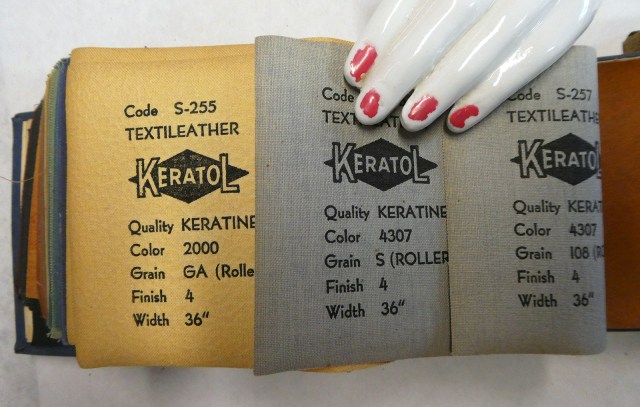 Code S-255
TEXTILEATHER
KERATOL
Quality KERATINE
Color 2000
Grain GA (Rolle
Finish 4
Width 36"
Code
KERATOL
Quality KERATINE
Color 4307
Grain S (ROLLER
Finish 4
Width 36"
Code S-257
TEXTILEATH
KERATOL
Quality KERAT
Color 4307
Grain 108 (RO
Finish 4
Width 36"